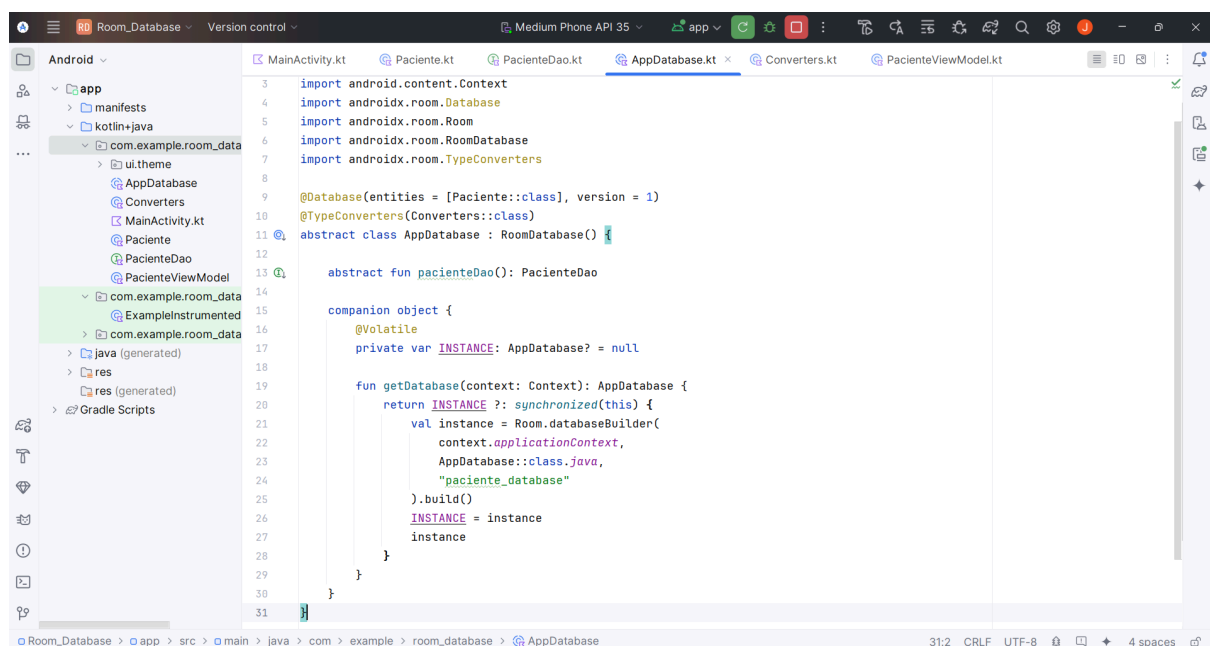 RD Room_Database Version control Medium Phone API 35 app J
Android
MainActivity.kt Paciente.kt PacienteDao.kt AppDatabase.kt Converters.kt PacienteViewModel.kt
app
manifests
kotlin+java
com.example.room_data
ui.theme
AppDatabase
Converters
MainActivity.kt
Paciente
PacienteDao
PacienteViewModel
com.example.room_data
ExampleInstrumented
com.example.room_data
java (generated)
res
res (generated)
Gradle Scripts
3 import android.content.Context
4 import androidx.room.Database
5 import androidx.room.Room
6 import androidx.room.RoomDatabase
7 import androidx.room.TypeConverters
8
9 @Database(entities = [Paciente::class], version = 1)
10 @TypeConverters(Converters::class)
11 abstract class AppDatabase : RoomDatabase() {
12
13 abstract fun pacienteDao(): PacienteDao
14
15 companion object {
16 @Volatile
17 private var INSTANCE: AppDatabase? = null
18
19 fun getDatabase(context: Context): AppDatabase {
20 return INSTANCE ?: synchronized(this) {
21 val instance = Room.databaseBuilder(
22 context.applicationContext,
23 AppDatabase::class.java,
24 "paciente_database"
25 ).build()
26 INSTANCE = instance
27 instance
28 }
29 }
30 }
31 }
Room_Database > app > src > main > java > com > example > room_database > AppDatabase 31:2 CRLF UTF-8 4 spaces